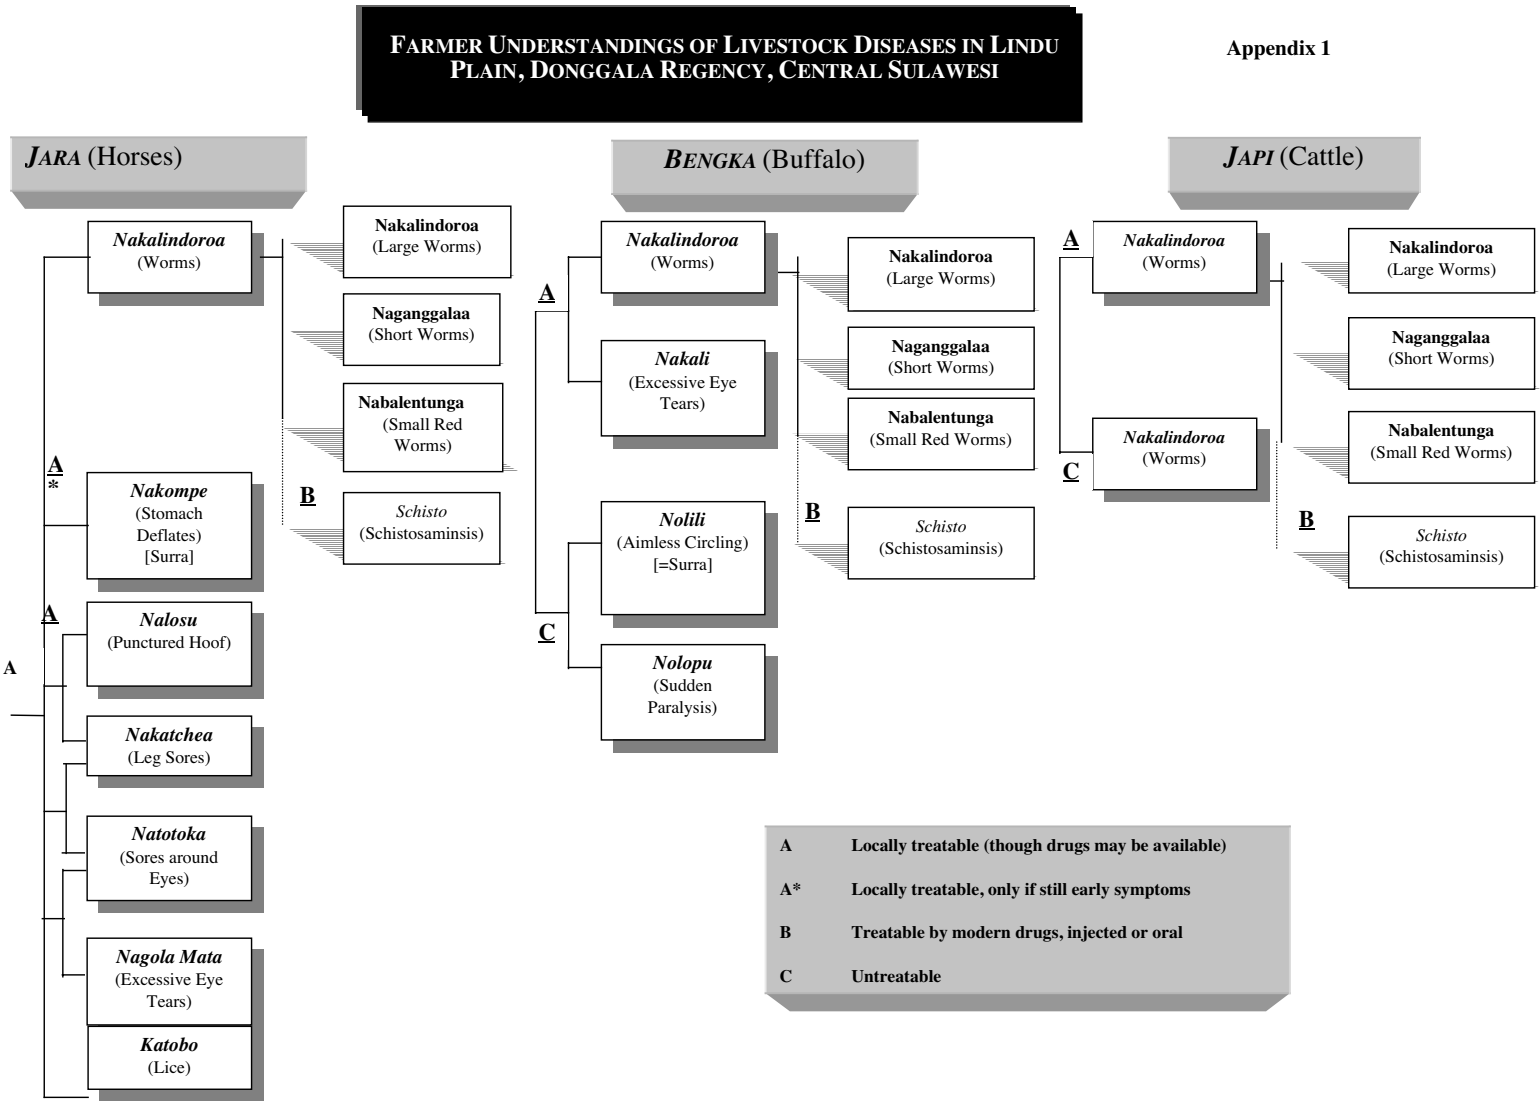 FARMER UNDERSTANDINGS OF LIVESTOCK DISEASES IN LINDU
PLAIN, DONGGALA REGENCY, CENTRAL SULAWESI
Appendix 1
JARA (Horses)
Nakalindoroa
(Worms)
Nakalindoroa
(Large Worms)
Naganggalaa
(Short Worms)
Nabalentunga
(Small Red
Worms)
B
Schisto
(Schistosaminsis)
A
*
Nakompe
(Stomach
Deflates)
[Surra]
A
Nalosu
(Punctured Hoof)
A
Nakatchea
(Leg Sores)
Natotoka
(Sores around
Eyes)
Nagola Mata
(Excessive Eye
Tears)
Katobo
(Lice)
BENGKA (Buffalo)
A
Nakalindoroa
(Worms)
Nakali
(Excessive Eye
Tears)
Nakalindoroa
(Large Worms)
Naganggalaa
(Short Worms)
Nabalentunga
(Small Red Worms)
B
Schisto
(Schistosaminsis)
Nolili
(Aimless Circling)
[=Surra]
C
Nolopu
(Sudden
Paralysis)
JAPI (Cattle)
A
Nakalindoroa
(Worms)
C
Nakalindoroa
(Worms)
Nakalindoroa
(Large Worms)
Naganggalaa
(Short Worms)
Nabalentunga
(Small Red Worms)
B
Schisto
(Schistosaminsis)
A Locally treatable (though drugs may be available)
A* Locally treatable, only if still early symptoms
B Treatable by modern drugs, injected or oral
C Untreatable